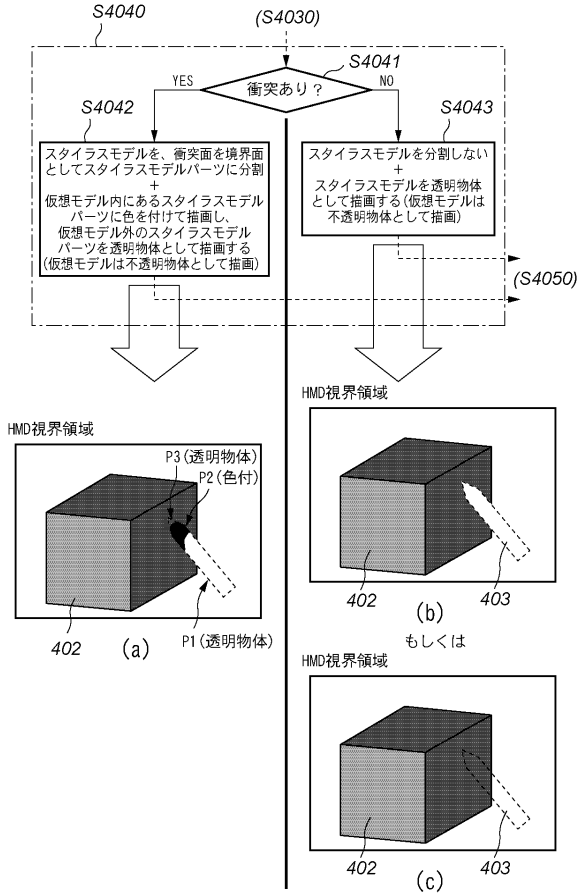 S4040
(S4030)
S4041
衝突あり?
YES
NO
S4042
スタイラスモデルを、衝突面を境界面
としてスタイラスモデルパーツに分割
+
仮想モデル内にあるスタイラスモデル
パーツに色を付けて描画し、
仮想モデル外のスタイラスモデル
パーツを透明物体として描画する
(仮想モデルは不透明物体として描画)
S4043
スタイラスモデルを分割しない
+
スタイラスモデルを透明物体
として描画する(仮想モデルは
不透明物体として描画)
(S4050)
HMD視界領域
P3(透明物体)
P2(色付)
402
P1(透明物体)
(a)
HMD視界領域
402
403
(b)
もしくは
HMD視界領域
402
403
(c)